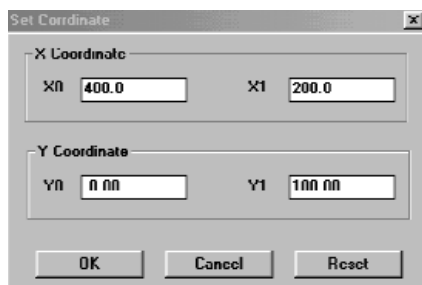 Set Corrdinate
X Coordinate
X0 400.0 X1 200.0
Y Coordinate
Y0 0.00 Y1 100.00
OK Cancel Reset